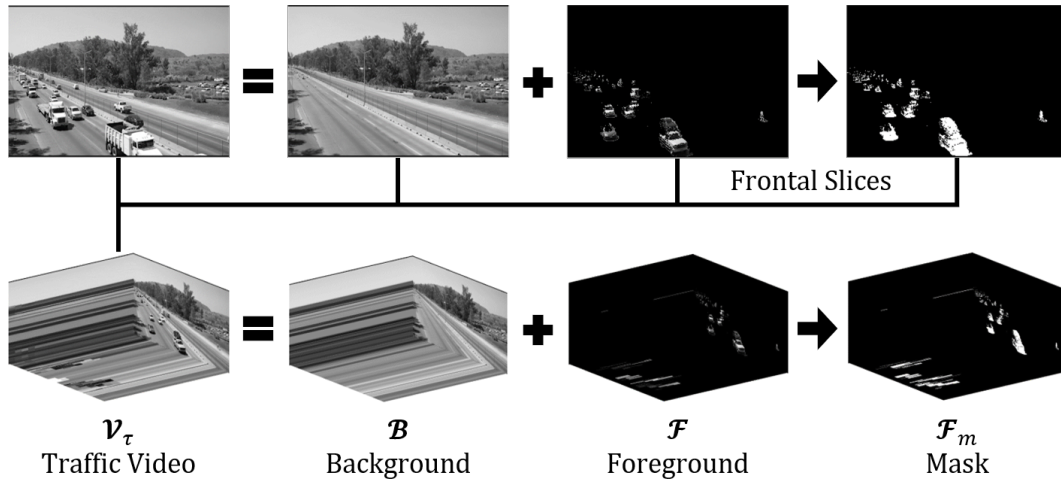 Frontal Slices
𝓥_τ
𝓑
𝓕
𝓕_m
Traffic Video
Background
Foreground
Mask